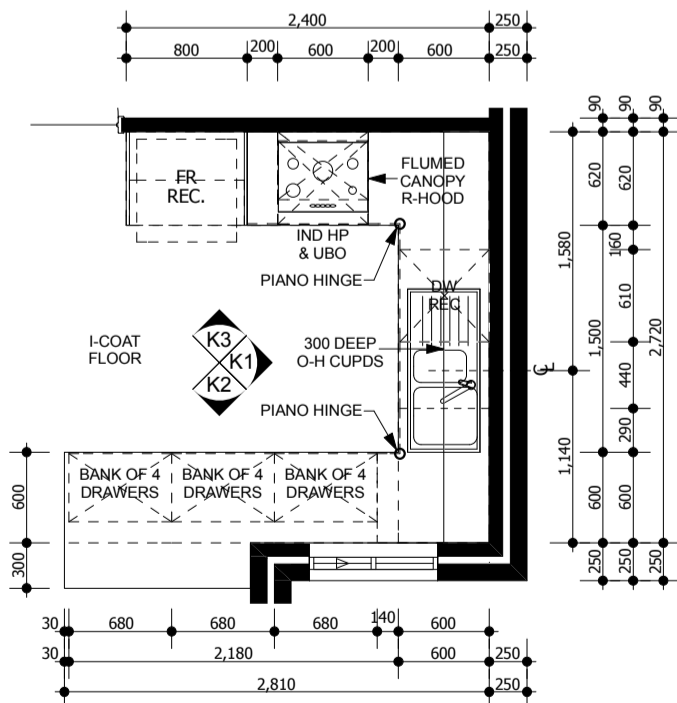 2,400
250
800
200
600
200
600
250
90
90
90
FR
REC.
FLUMED
CANOPY
R-HOOD
620
620
IND HP
& UBO
PIANO HINGE
160
1,580
DW
REC
610
I-COAT
FLOOR
K3
K1
K2
300 DEEP
O-H CUPDS
1,500
2,720
CL
440
PIANO HINGE
290
1,140
600
BANK OF 4
DRAWERS
BANK OF 4
DRAWERS
BANK OF 4
DRAWERS
600
600
300
250
250
250
30
680
680
680
140
600
30
2,180
600
250
2,810
250